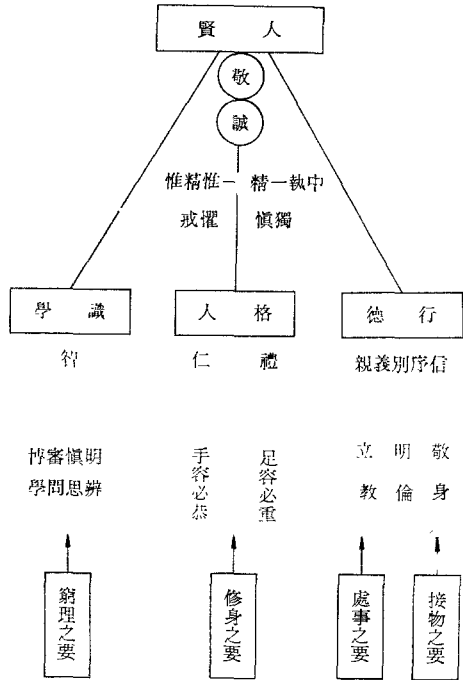 賢人
敬
誠
惟精惟一 精一執中
戒懼 愼獨
學識 人格 德行
智 仁 禮 親義別序信
博審愼明
學問思辨
手容必恭
足容必重
立教
明倫
敬身
窮理之要
修身之要
處事之要
接物之要